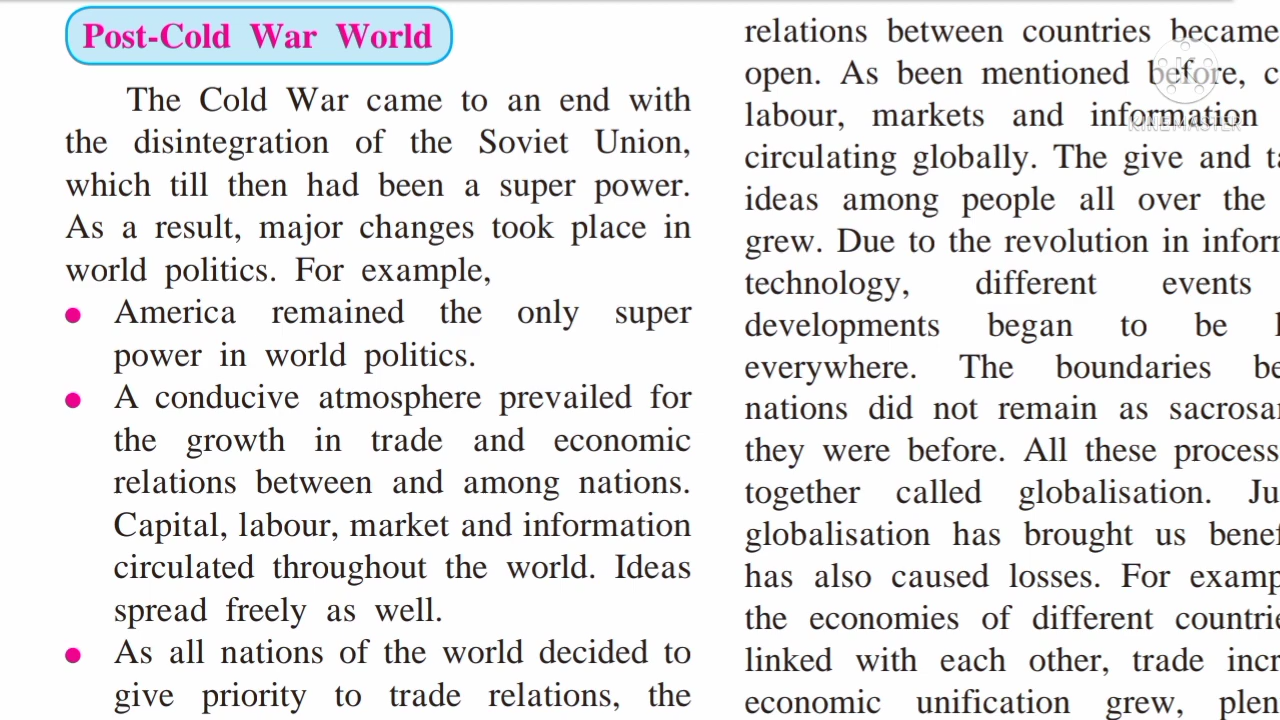 Post-Cold War World
The Cold War came to an end with
the disintegration of the Soviet Union,
which till then had been a super power.
As a result, major changes took place in
world politics. For example,
America remained the only super
power in world politics.
A conducive atmosphere prevailed for
the growth in trade and economic
relations between and among nations.
Capital, labour, market and information
circulated throughout the world. Ideas
spread freely as well.
As all nations of the world decided to
give priority to trade relations, the
relations between countries became
open. As been mentioned before,
labour, markets and information
circulating globally. The give and
ideas among people all over the
grew. Due to the revolution in
technology, different events
developments began to be
everywhere. The boundaries
nations did not remain as
they were before. All these
together called globalisation.
globalisation has brought us
has also caused losses. For
the economies of different
linked with each other, trade
economic unification grew,
KINEMASTER